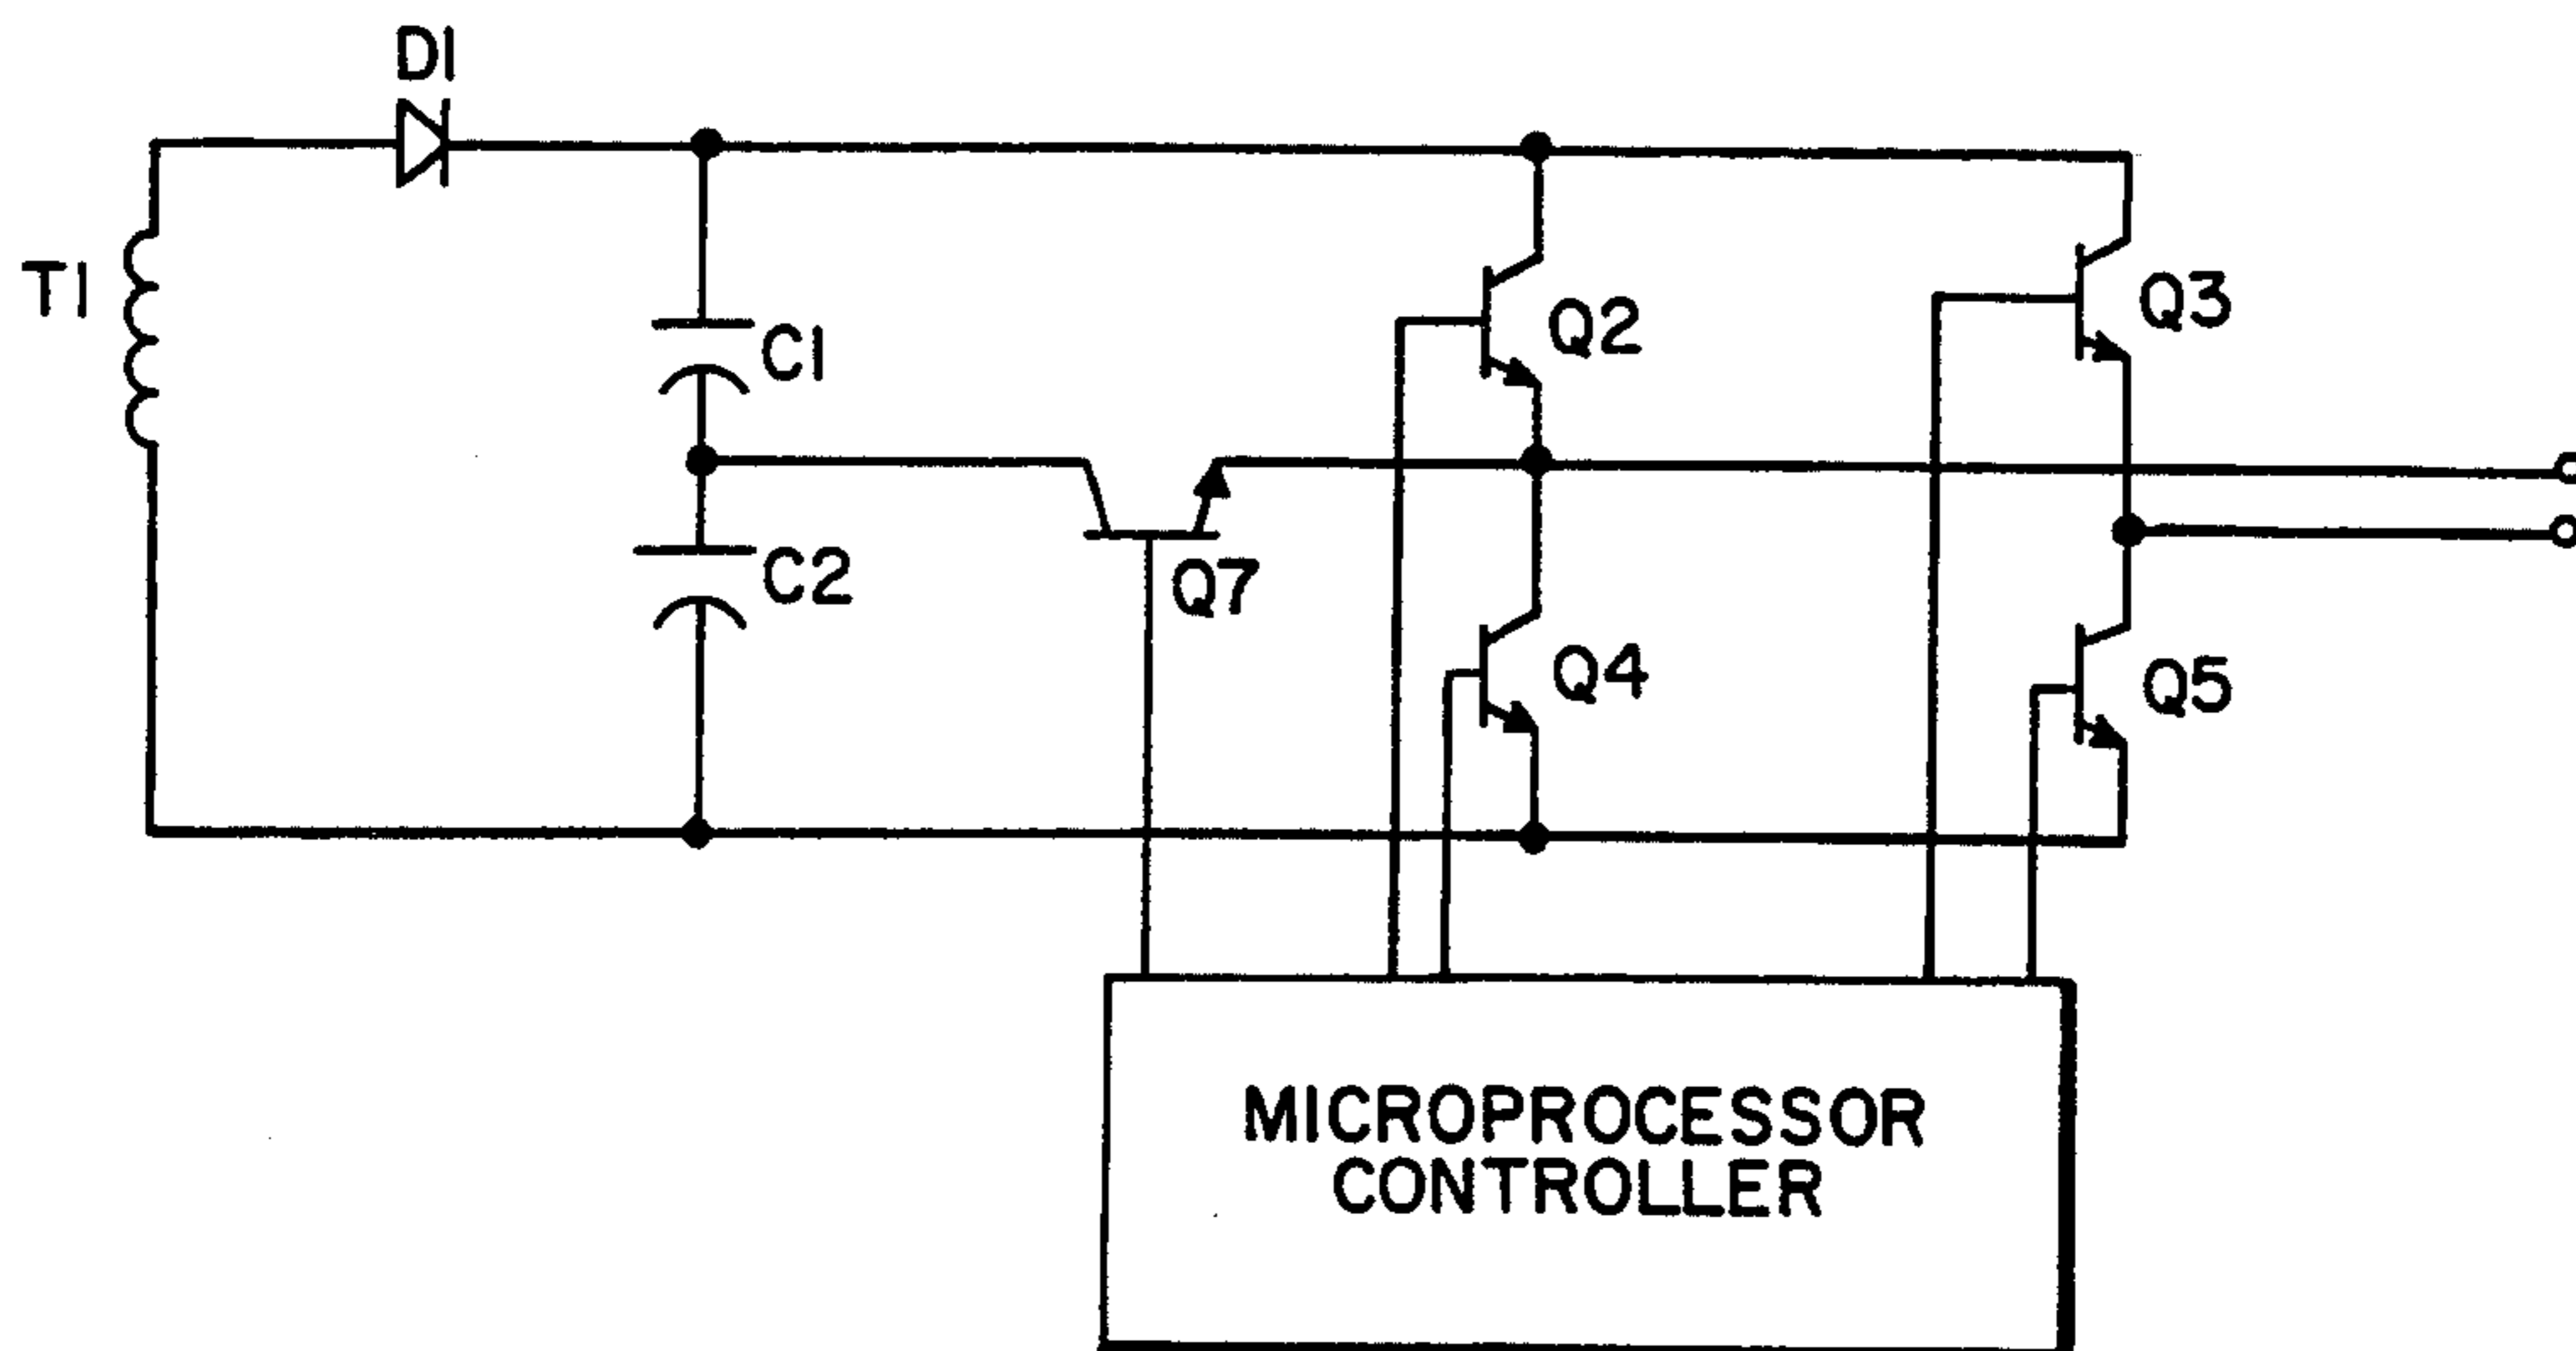 D1
T1
C1
Q2
Q3
C2
Q7
Q4
Q5
MICROPROCESSOR
CONTROLLER